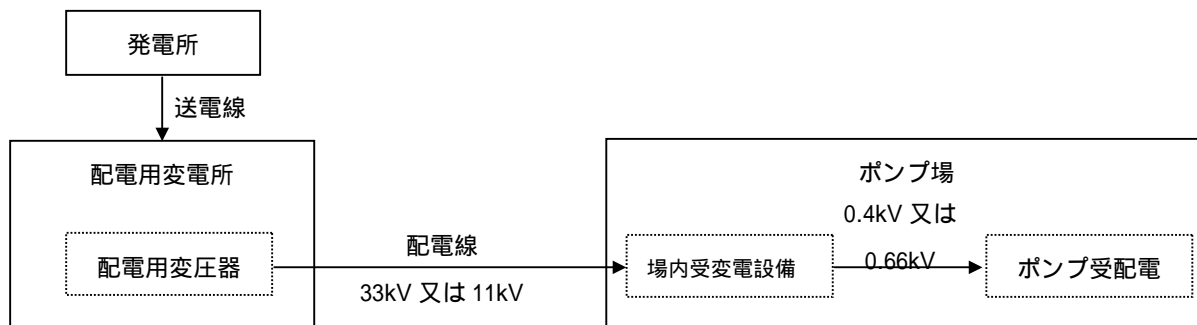 発電所
送電線
配電用変電所
配電用変圧器
配電線
33kV 又は 11kV
ポンプ場
0.4kV 又は
0.66kV
場内受変電設備
ポンプ受配電